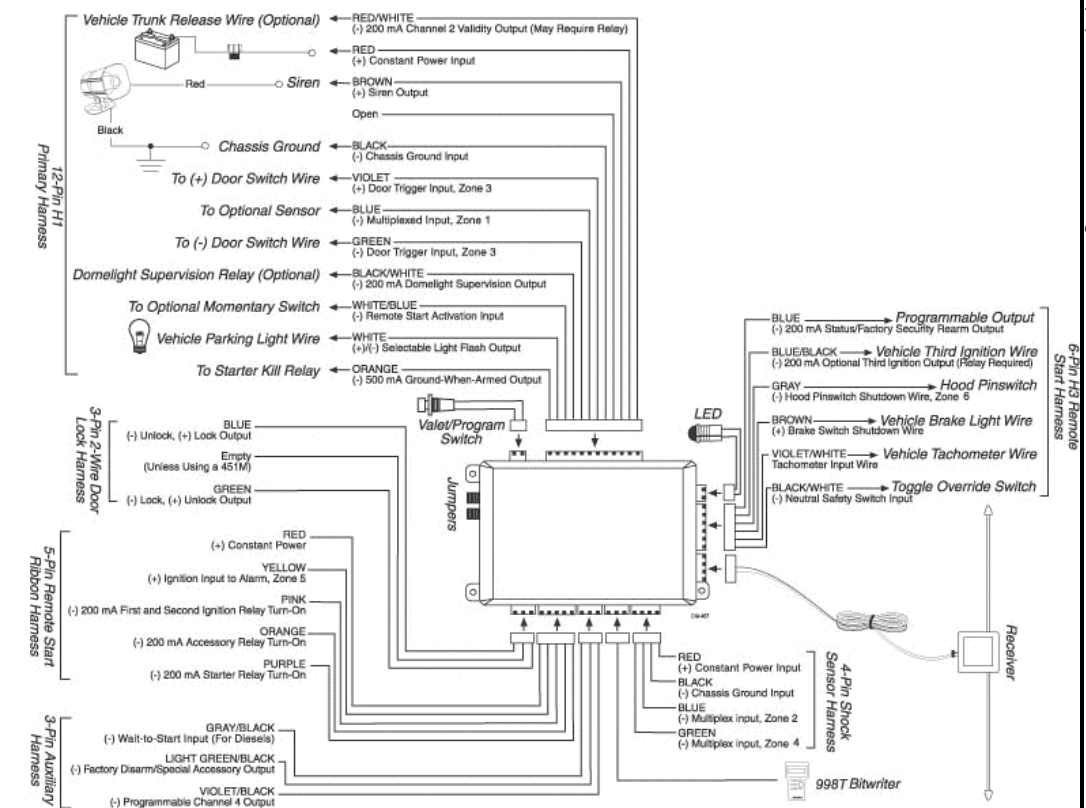 Vehicle Trunk Release Wire (Optional)
RED/WHITE
(-) 200 mA Channel 2 Validity Output (May Require Relay)
RED
(+) Constant Power Input
Red
Siren
BROWN
(+) Siren Output
Open
Black
Chassis Ground
BLACK
(-) Chassis Ground Input
To (+) Door Switch Wire
VIOLET
(+) Door Trigger Input, Zone 3
To Optional Sensor
BLUE
(-) Multiplexed Input, Zone 1
To (-) Door Switch Wire
GREEN
(-) Door Trigger Input, Zone 3
Domelight Supervision Relay (Optional)
BLACK/WHITE
(-) 200 mA Domelight Supervision Output
To Optional Momentary Switch
WHITE/BLUE
(-) Remote Start Activation Input
Vehicle Parking Light Wire
WHITE
(+)/(-) Selectable Light Flash Output
To Starter Kill Relay
ORANGE
(-) 500 mA Ground-When-Armed Output
12-Pin H1
Primary Harness
BLUE
Programmable Output
(-) 200 mA Status/Factory Security Rearm Output
BLUE/BLACK
Vehicle Third Ignition Wire
(-) 200 mA Optional Third Ignition Output (Relay Required)
GRAY
Hood Pinswitch
(-) Hood Pinswitch Shutdown Wire, Zone 6
BROWN
Vehicle Brake Light Wire
(+) Brake Switch Shutdown Wire
VIOLET/WHITE
Vehicle Tachometer Wire
Tachometer Input Wire
BLACK/WHITE
Toggle Override Switch
(-) Neutral Safety Switch Input
6-Pin H3 Remote
Start Harness
Valet/Program
Switch
LED
Jumpers
3-Pin 2-Wire Door
Lock Harness
BLUE
(-) Unlock, (+) Lock Output
Empty
(Unless Using a 451M)
GREEN
(-) Lock, (+) Unlock Output
5-Pin Remote Start
Ribbon Harness
RED
(+) Constant Power
YELLOW
(+) Ignition Input to Alarm, Zone 5
PINK
(-) 200 mA First and Second Ignition Relay Turn-On
ORANGE
(-) 200 mA Accessory Relay Turn-On
PURPLE
(-) 200 mA Starter Relay Turn-On
3-Pin Auxiliary
Harness
GRAY/BLACK
(-) Wait-to-Start Input (For Diesels)
LIGHT GREEN/BLACK
(-) Factory Disarm/Special Accessory Output
VIOLET/BLACK
(-) Programmable Channel 4 Output
RED
(+) Constant Power Input
BLACK
(-) Chassis Ground Input
BLUE
(-) Multiplex input, Zone 2
GREEN
(-) Multiplex input, Zone 4
4-Pin Shock
Sensor Harness
Receiver
998T Bitwriter